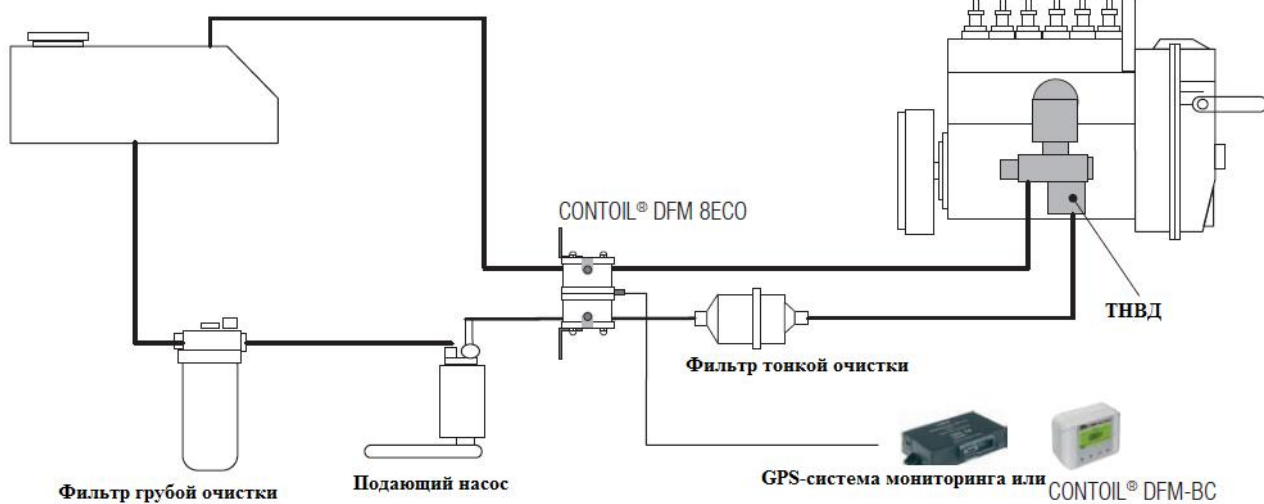 CONTOIL® DFM 8ECO
ТНВД
Фильтр тонкой очистки
Фильтр грубой очистки
Подающий насос
GPS-система мониторинга или
CONTOIL® DFM-BC